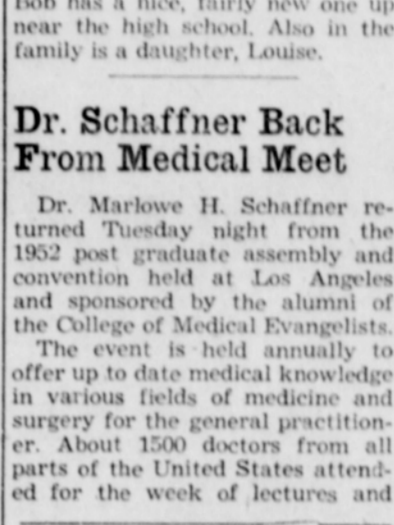 Bob has a nice, fairly new one up
near the high school. Also in the
family is a daughter, Louise.
Dr. Schaffner Back
From Medical Meet
Dr. Marlowe H. Schaffner re-
turned Tuesday night from the
1952 post graduate assembly and
convention held at Los Angeles
and sponsored by the alumni of
the College of Medical Evangelists.
The event is held annually to
offer up to date medical knowledge
in various fields of medicine and
surgery for the general practition-
er. About 1500 doctors from all
parts of the United States attend-
ed for the week of lectures and